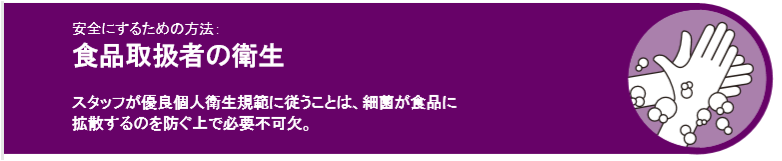 安全にするための方法：
食品取扱者の衛生
スタッフが優良個人衛生規範に従うことは、細菌が食品に
拡散するのを防ぐ上で必要不可欠。